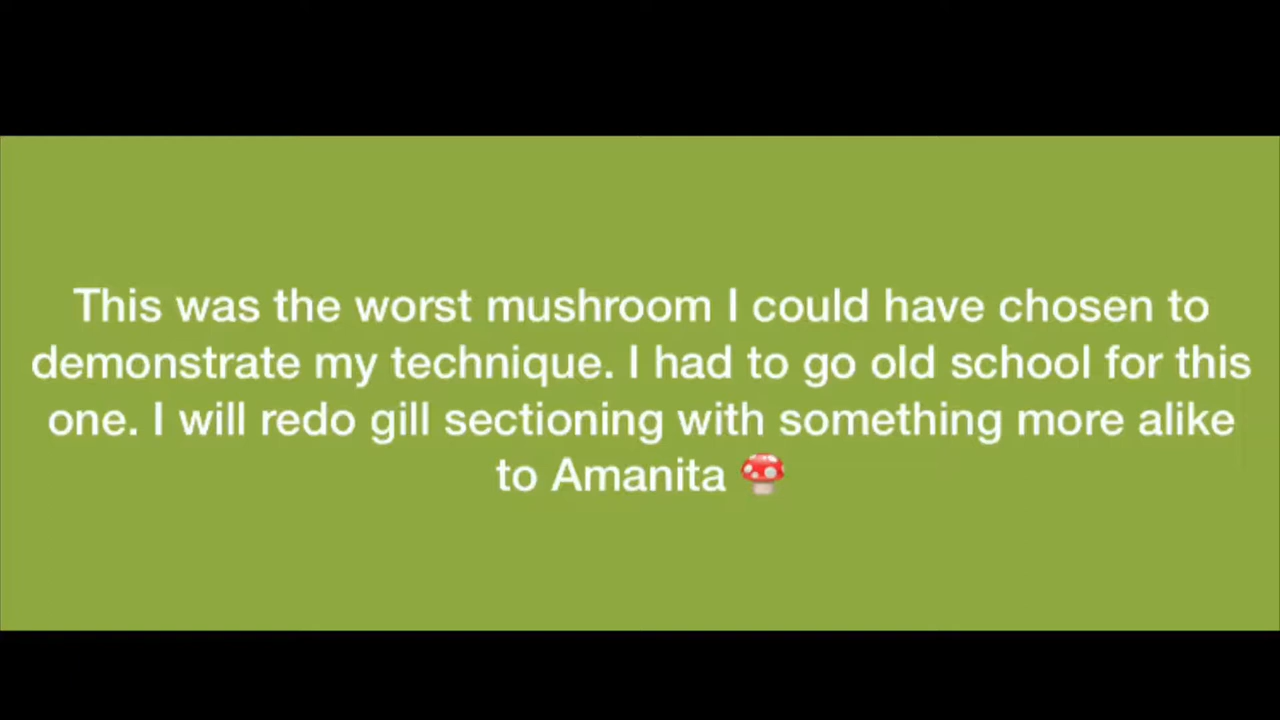 This was the worst mushroom I could have chosen to
demonstrate my technique. I had to go old school for this
one. I will redo gill sectioning with something more alike
to Amanita 🍄